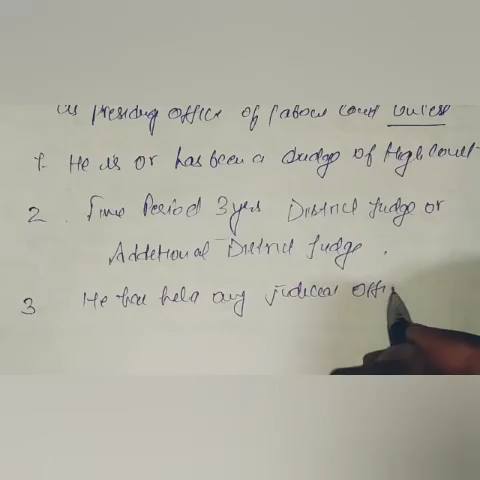 as presiding officer of labour court unless
1. He is or has been a Judge of High Court
2. Time Period 3 yrs District Judge or
Additional District Judge.
3 He has held any judicial offi